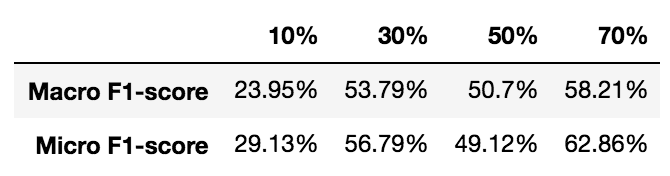 10% 30% 50% 70%
Macro F1-score 23.95% 53.79% 50.7% 58.21%
Micro F1-score 29.13% 56.79% 49.12% 62.86%